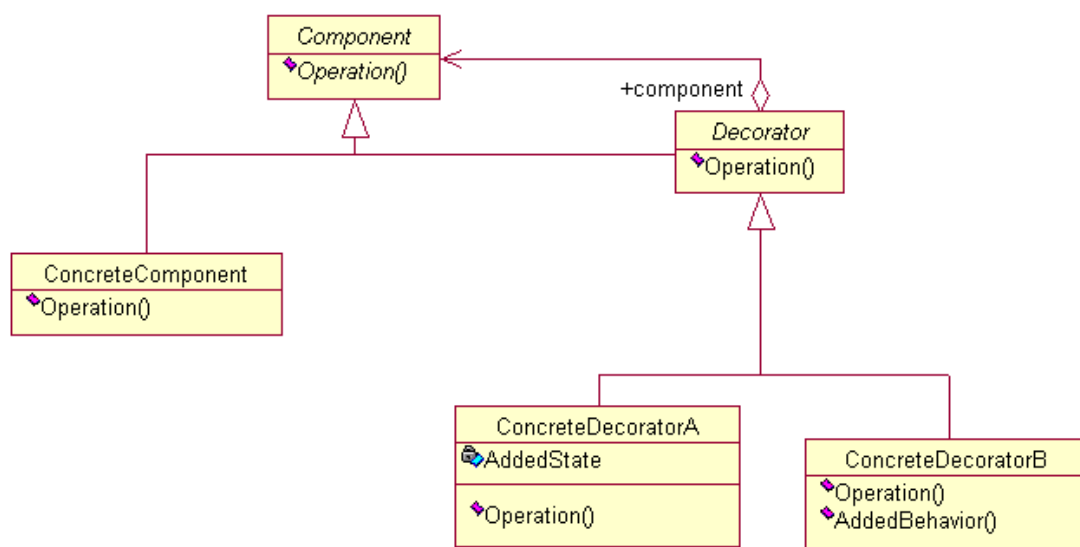 Component
Operation()
+component
Decorator
Operation()
ConcreteComponent
Operation()
ConcreteDecoratorA
AddedState
Operation()
ConcreteDecoratorB
Operation()
AddedBehavior()